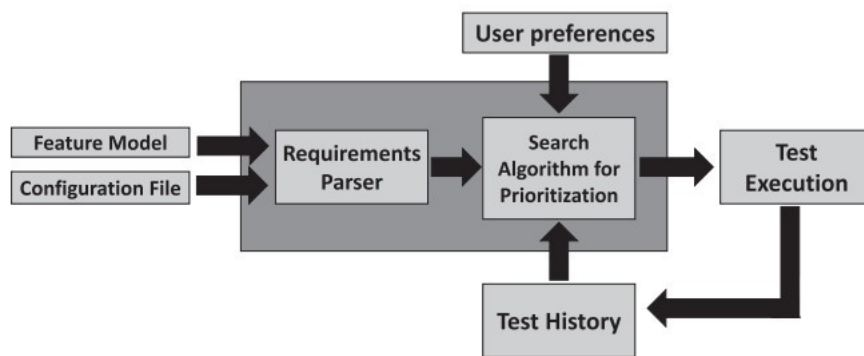 User preferences
Feature Model
Configuration File
Requirements
Parser
Search
Algorithm for
Prioritization
Test
Execution
Test History